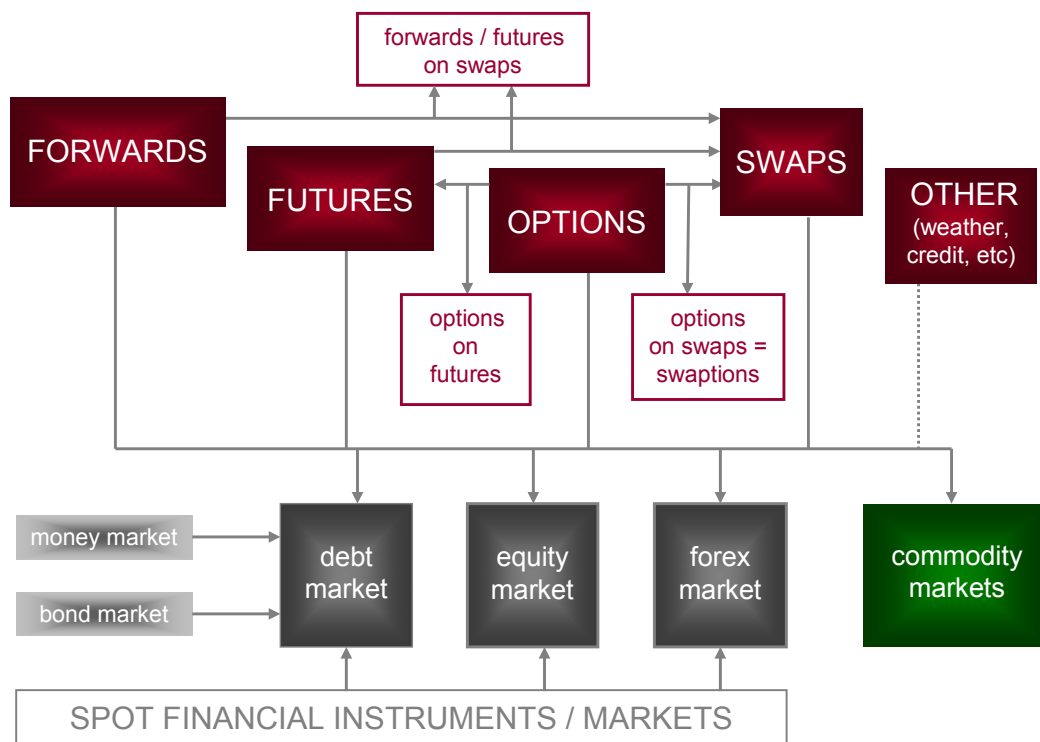 forwards / futures
on swaps
FORWARDS
FUTURES
OPTIONS
SWAPS
OTHER
(weather,
credit, etc)
options
on
futures
options
on swaps =
swaptions
money market
bond market
debt
market
equity
market
forex
market
commodity
markets
SPOT FINANCIAL INSTRUMENTS / MARKETS